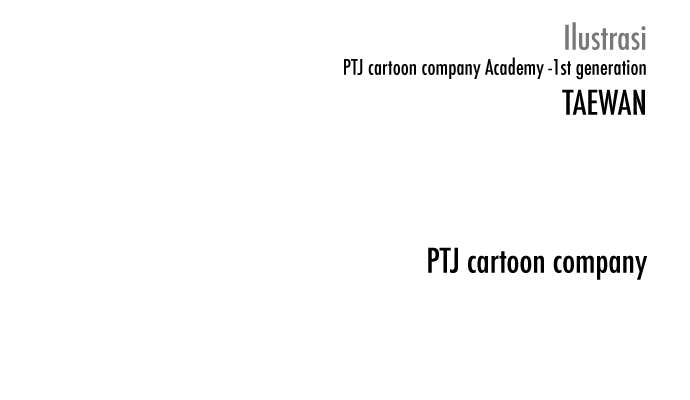 Ilustrasi
PTJ cartoon company Academy -1st generation
TAEWAN
PTJ cartoon company